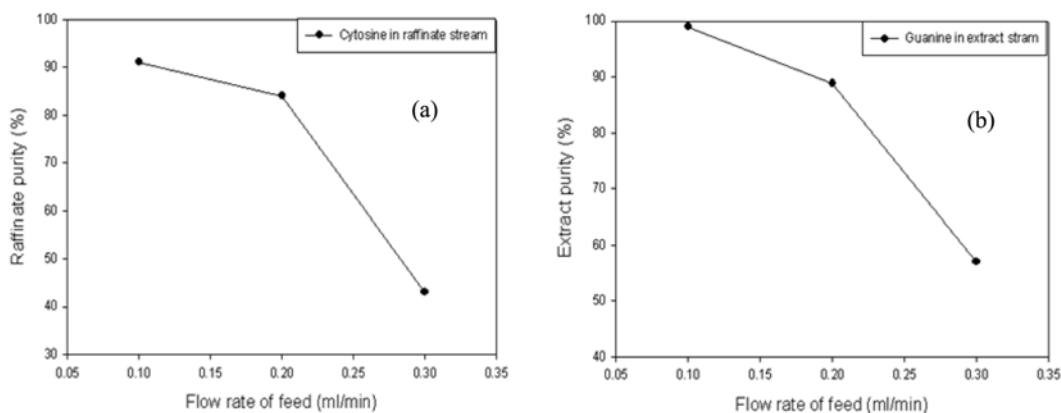 Cytosine in raffinate stream
(a)
Raffinate purity (%)
100
90
80
70
60
50
40
30
0.05 0.10 0.15 0.20 0.25 0.30 0.35
Flow rate of feed (ml/min)
Guanine in extract stram
(b)
Extract purity (%)
100
90
80
70
60
50
40
0.05 0.10 0.15 0.20 0.25 0.30 0.35
Flow rate of feed (ml/min)